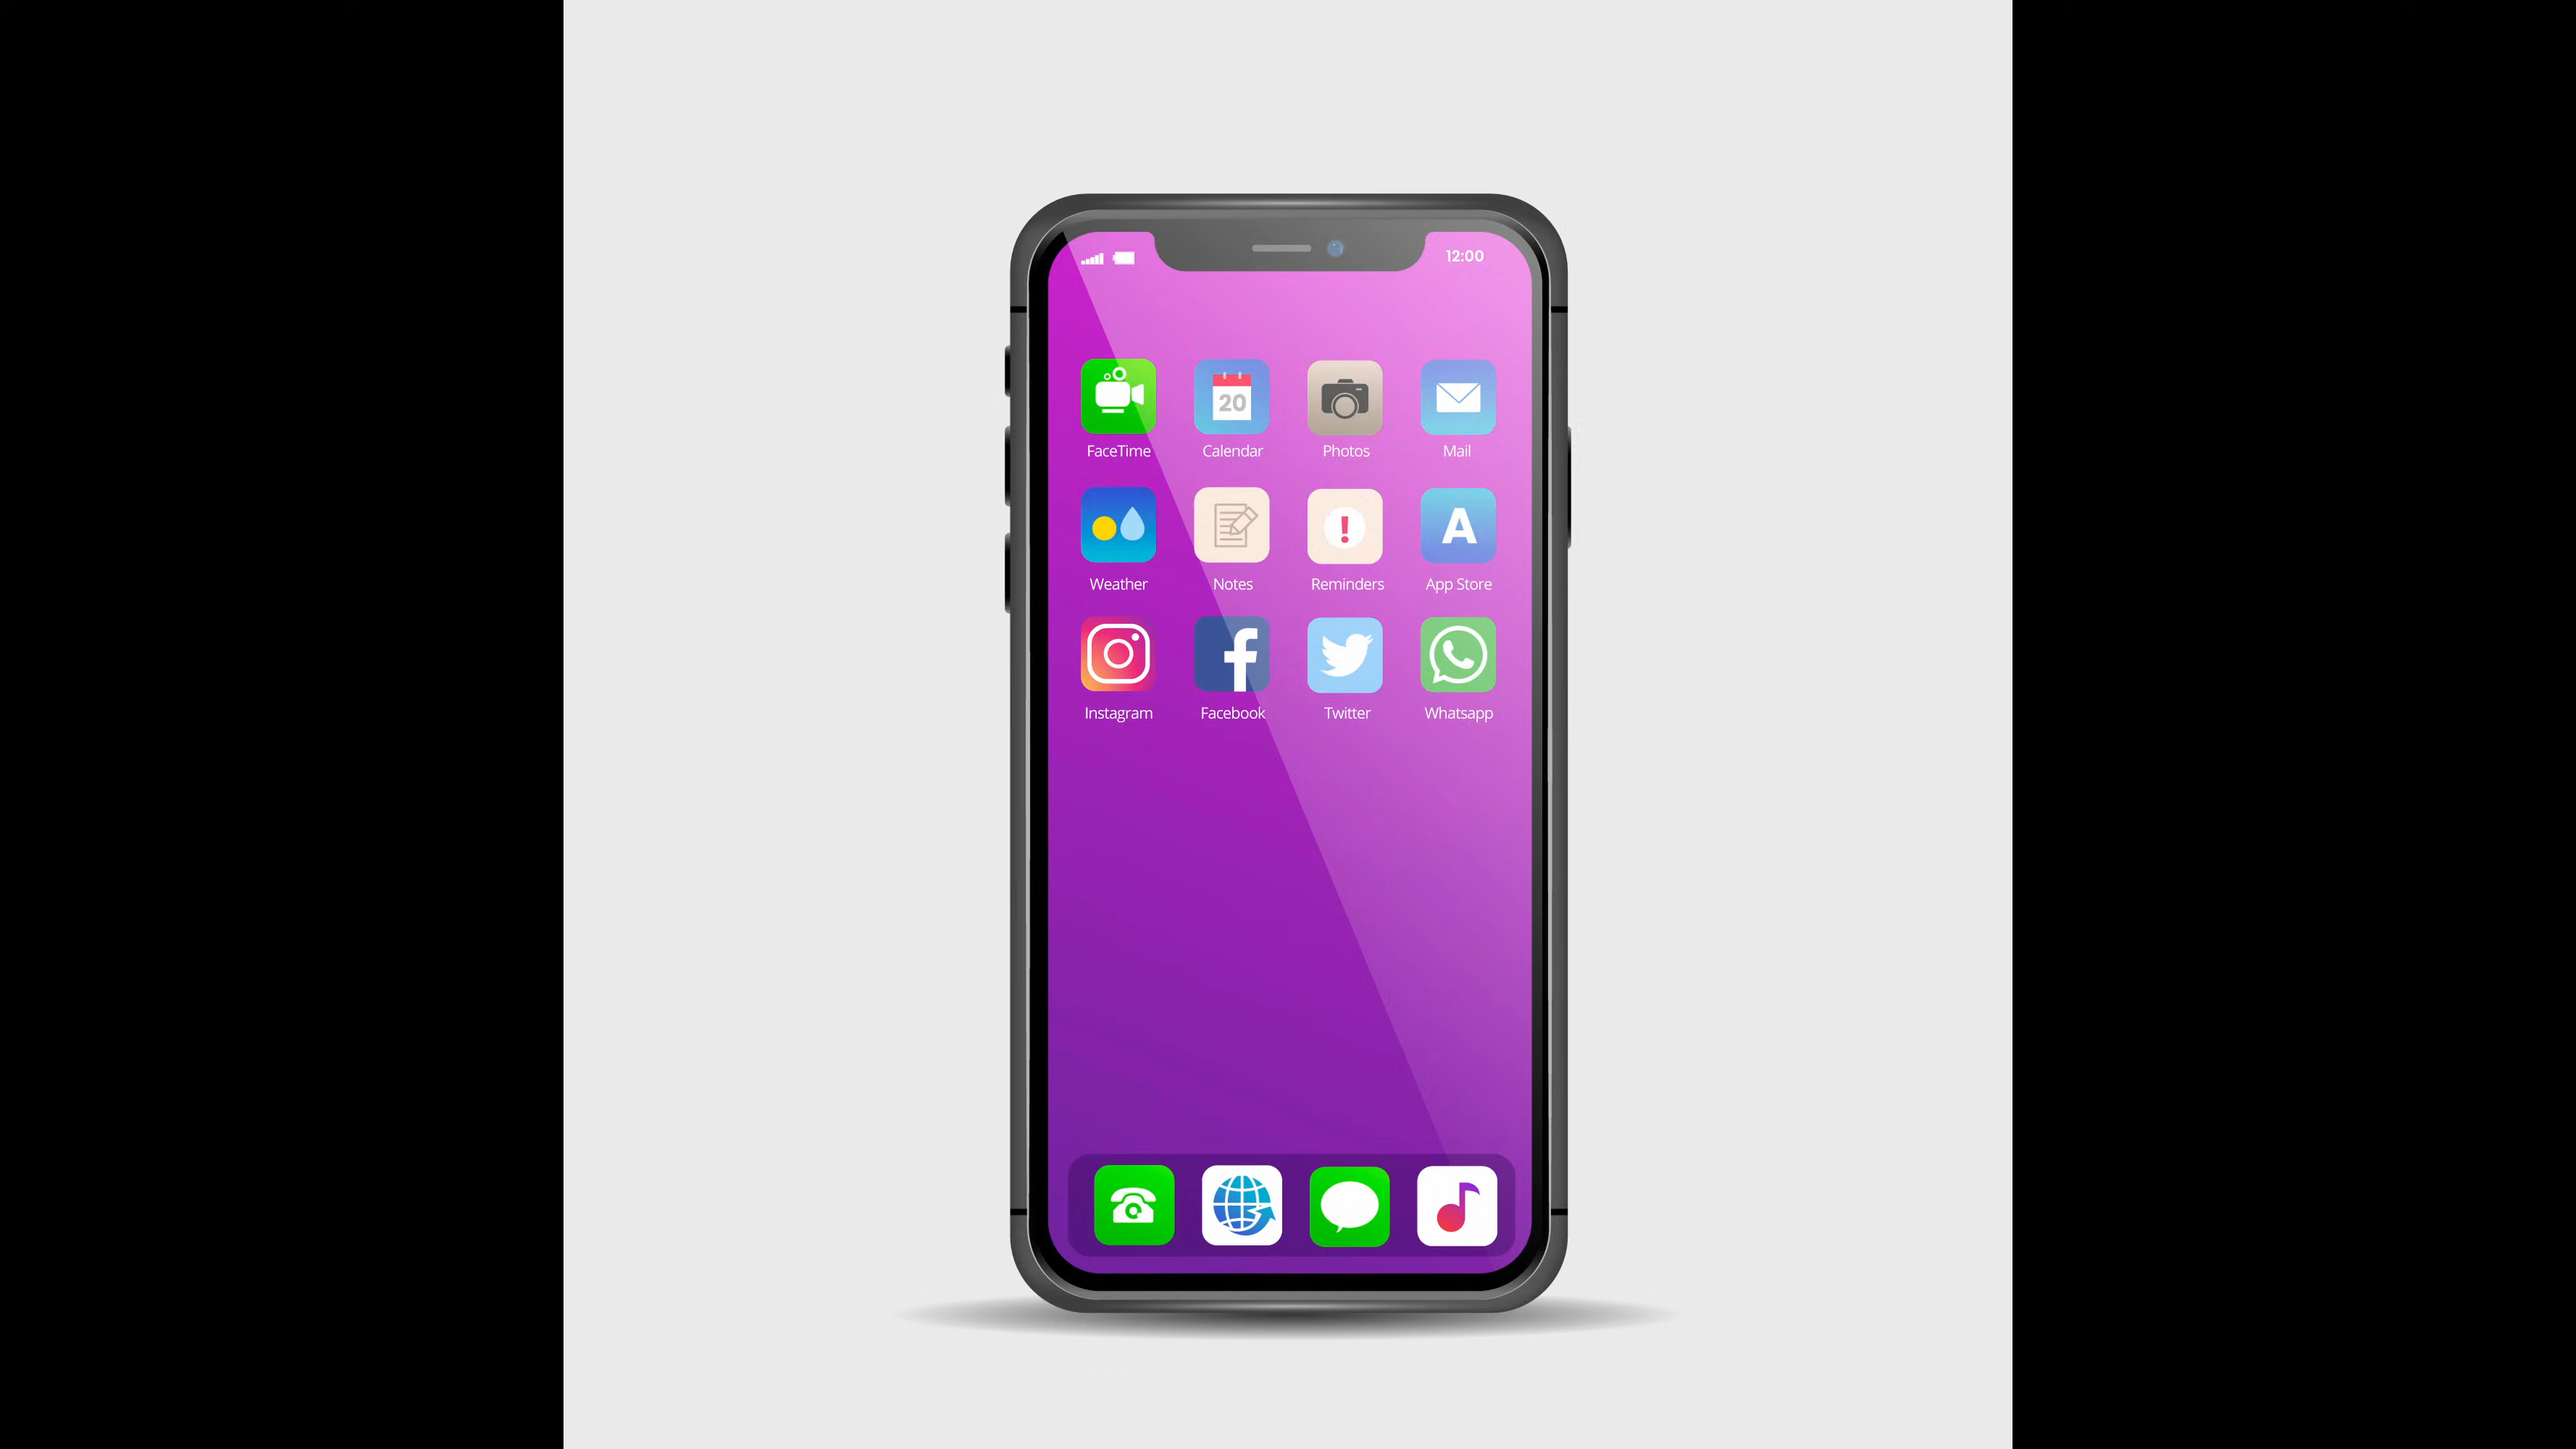 12:00
20
FaceTime Calendar Photos Mail
A
Weather Notes Reminders App Store
Instagram Facebook Twitter Whatsapp